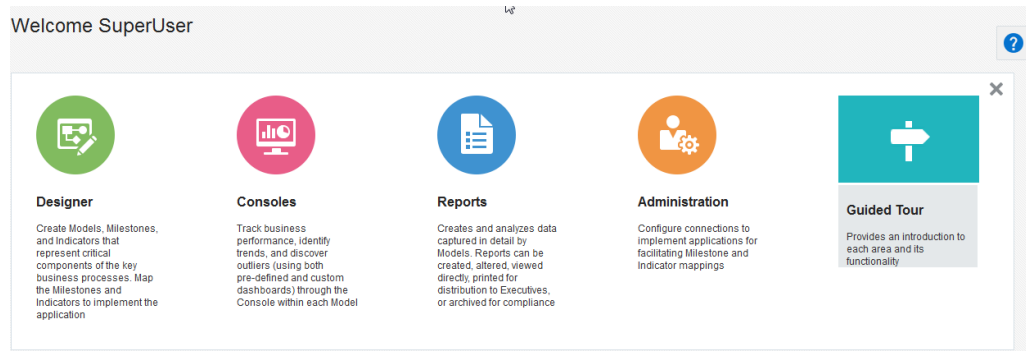 Welcome SuperUser
?
Designer
Create Models, Milestones,
and Indicators that
represent critical
components of the key
business processes. Map
the Milestones and
Indicators to implement the
application
Consoles
Track business
performance, identify
trends, and discover
outliers (using both
pre-defined and custom
dashboards) through the
Console within each Model
Reports
Creates and analyzes data
captured in detail by
Models. Reports can be
created, altered, viewed
directly, printed for
distribution to Executives,
or archived for compliance
Administration
Configure connections to
implement applications for
facilitating Milestone and
Indicator mappings
Guided Tour
Provides an introduction to
each area and its
functionality